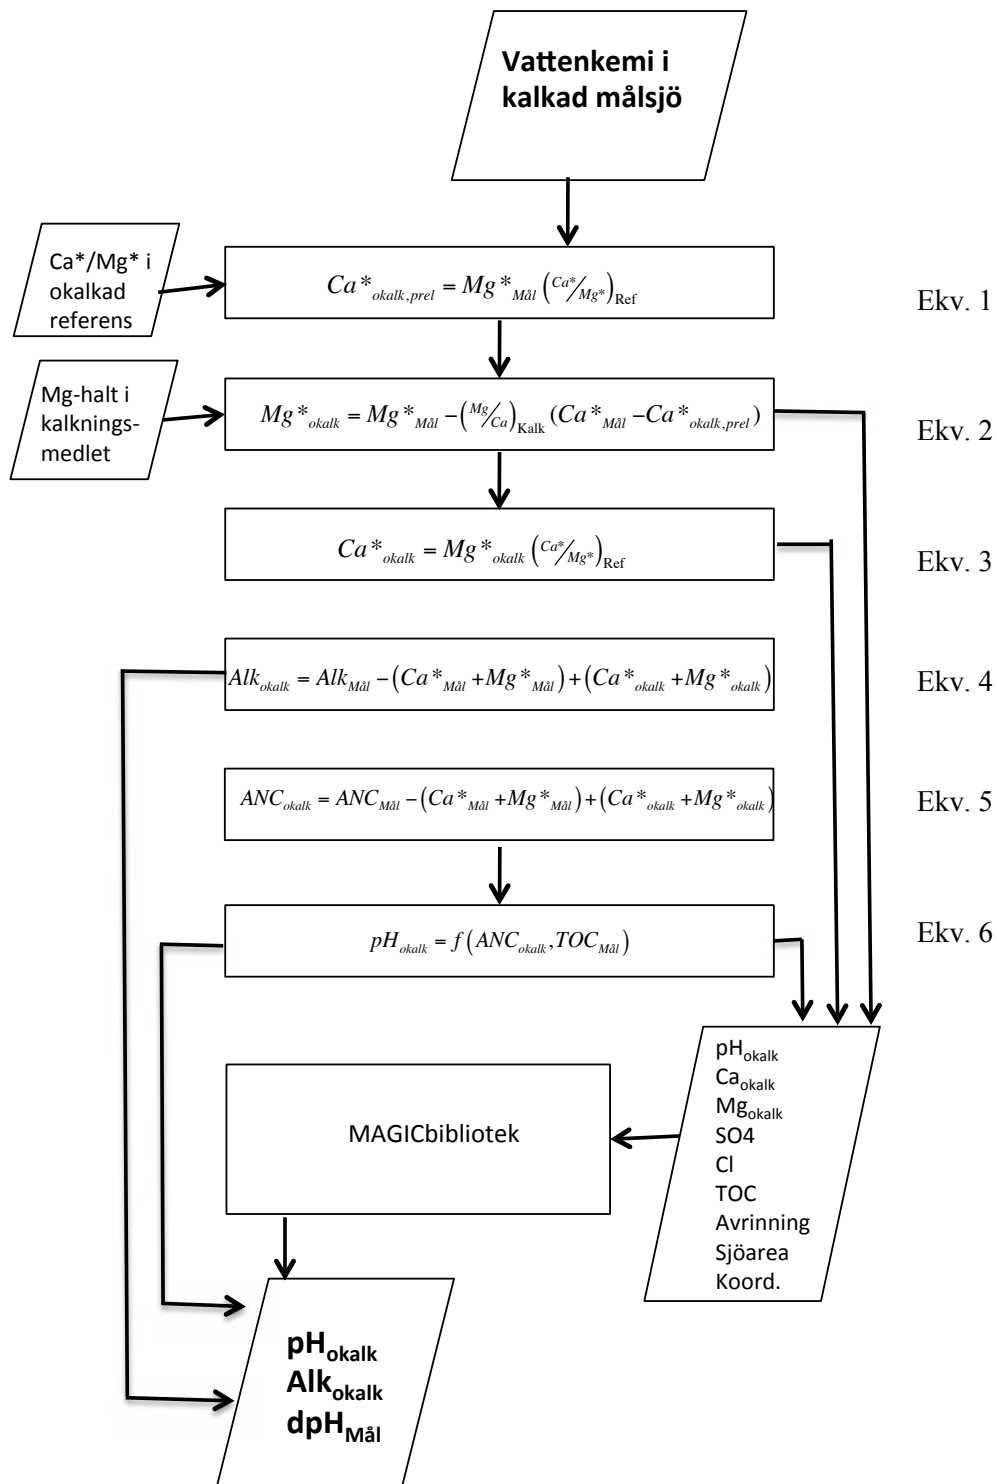 Vattenkemi i
kalkad målsjö
Ca*/Mg* i
okalkad
referens
Ca*okalk,prel = Mg*Mål (Ca*/Mg*)Ref
Ekv. 1
Mg-halt i
kalknings-
medlet
Mg*okalk = Mg*Mål − (Mg/Ca)Kalk (Ca*Mål − Ca*okalk,prel)
Ekv. 2
Ca*okalk = Mg*okalk (Ca*/Mg*)Ref
Ekv. 3
Alkokalk = AlkMål − (Ca*Mål + Mg*Mål) + (Ca*okalk + Mg*okalk)
Ekv. 4
ANCokalk = ANCMål − (Ca*Mål + Mg*Mål) + (Ca*okalk + Mg*okalk)
Ekv. 5
pHokalk = f(ANCokalk, TOCMål)
Ekv. 6
pHokalk
Caokalk
Mgokalk
SO4
Cl
TOC
Avrinning
Sjöarea
Koord.
MAGICbibliotek
pHokalk
Alkokalk
dpHMål